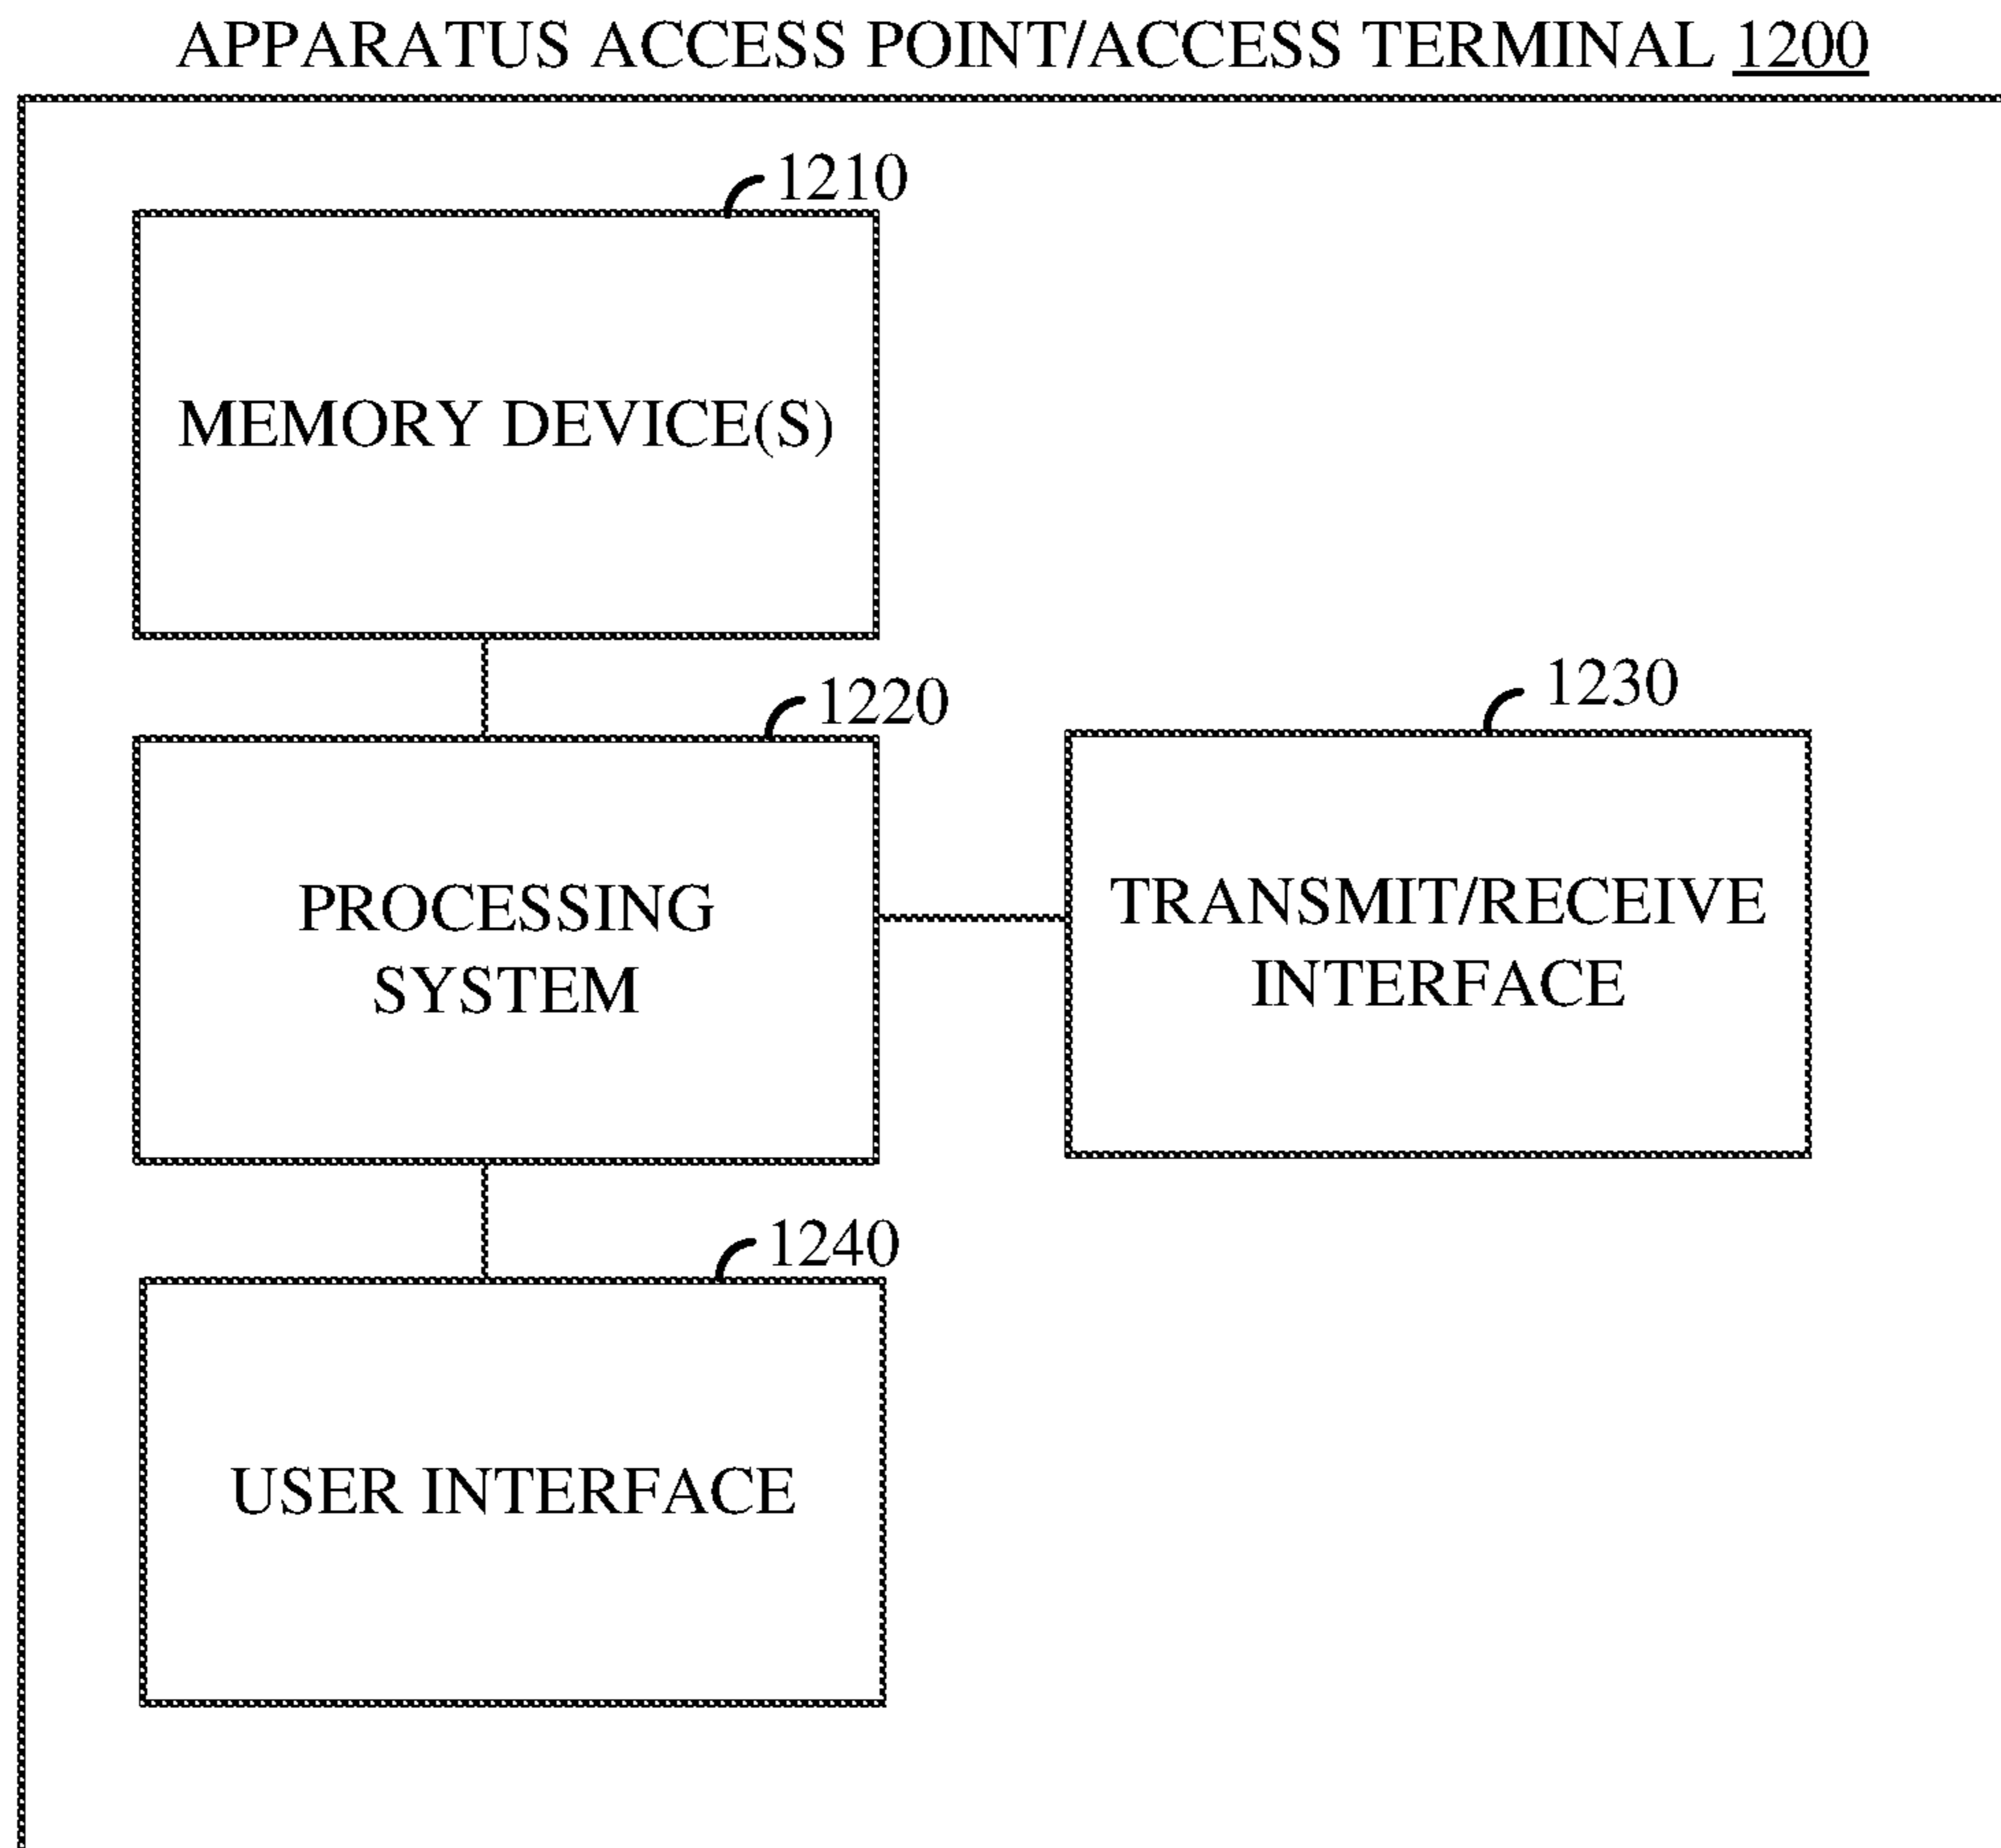 APPARATUS ACCESS POINT/ACCESS TERMINAL 1200
1210
MEMORY DEVICE(S)
1220
1230
PROCESSING
SYSTEM
TRANSMIT/RECEIVE
INTERFACE
1240
USER INTERFACE